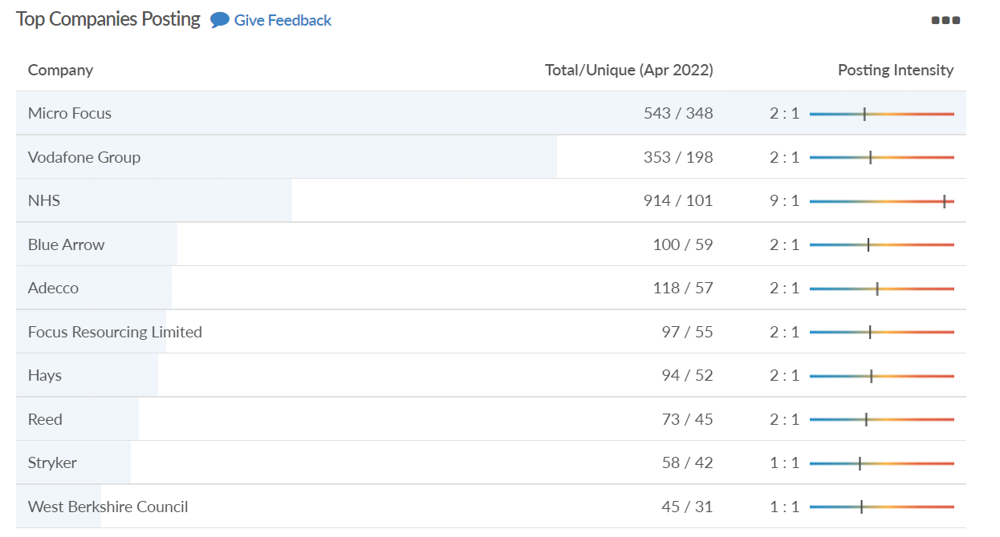 Top Companies Posting Give Feedback
Company Total/Unique (Apr 2022) Posting Intensity
Micro Focus 543 / 348 2 : 1
Vodafone Group 353 / 198 2 : 1
NHS 914 / 101 9 : 1
Blue Arrow 100 / 59 2 : 1
Adecco 118 / 57 2 : 1
Focus Resourcing Limited 97 / 55 2 : 1
Hays 94 / 52 2 : 1
Reed 73 / 45 2 : 1
Stryker 58 / 42 1 : 1
West Berkshire Council 45 / 31 1 : 1